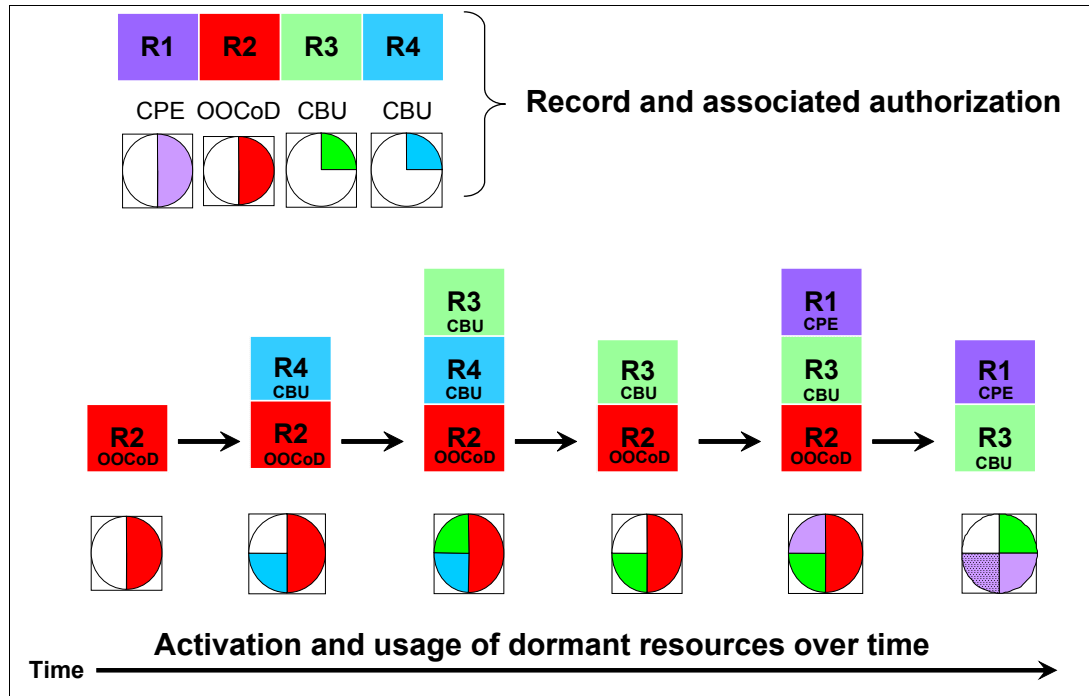 R1 R2 R3 R4
CPE OOCoD CBU CBU
Record and associated authorization
R2
OOCoD
R4
CBU
R2
OOCoD
R3
CBU
R4
CBU
R2
OOCoD
R3
CBU
R2
OOCoD
R1
CPE
R3
CBU
R2
OOCoD
R1
CPE
R3
CBU
Activation and usage of dormant resources over time
Time